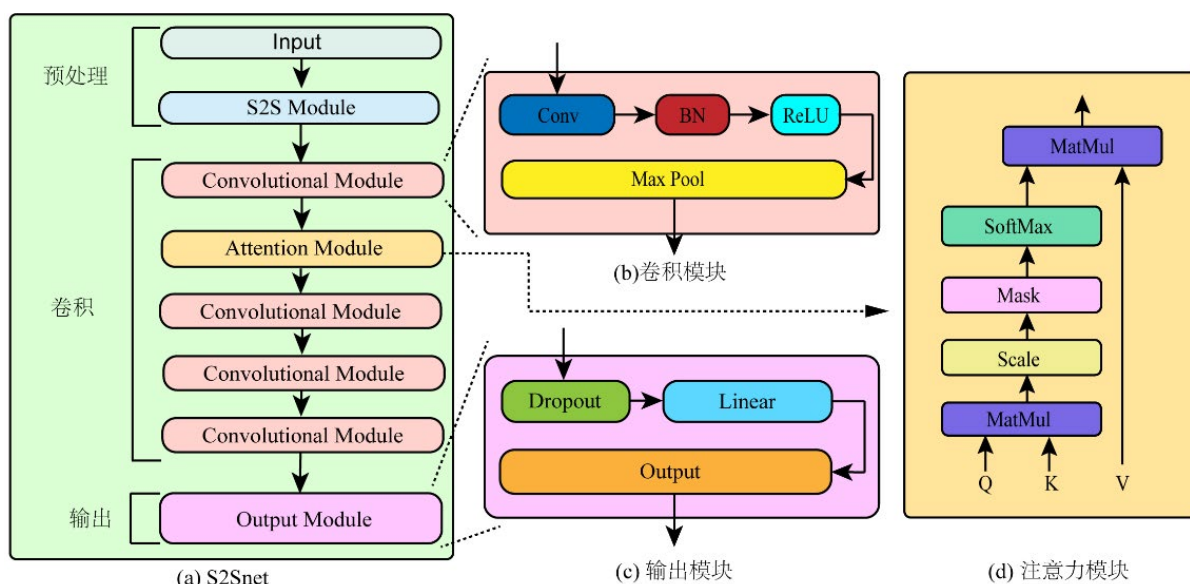 预处理
Input
S2S Module
卷积
Convolutional Module
Attention Module
Convolutional Module
Convolutional Module
Convolutional Module
输出
Output Module
(a) S2Snet
Conv
BN
ReLU
Max Pool
(b)卷积模块
Dropout
Linear
Output
(c) 输出模块
MatMul
SoftMax
Mask
Scale
MatMul
Q K V
(d) 注意力模块